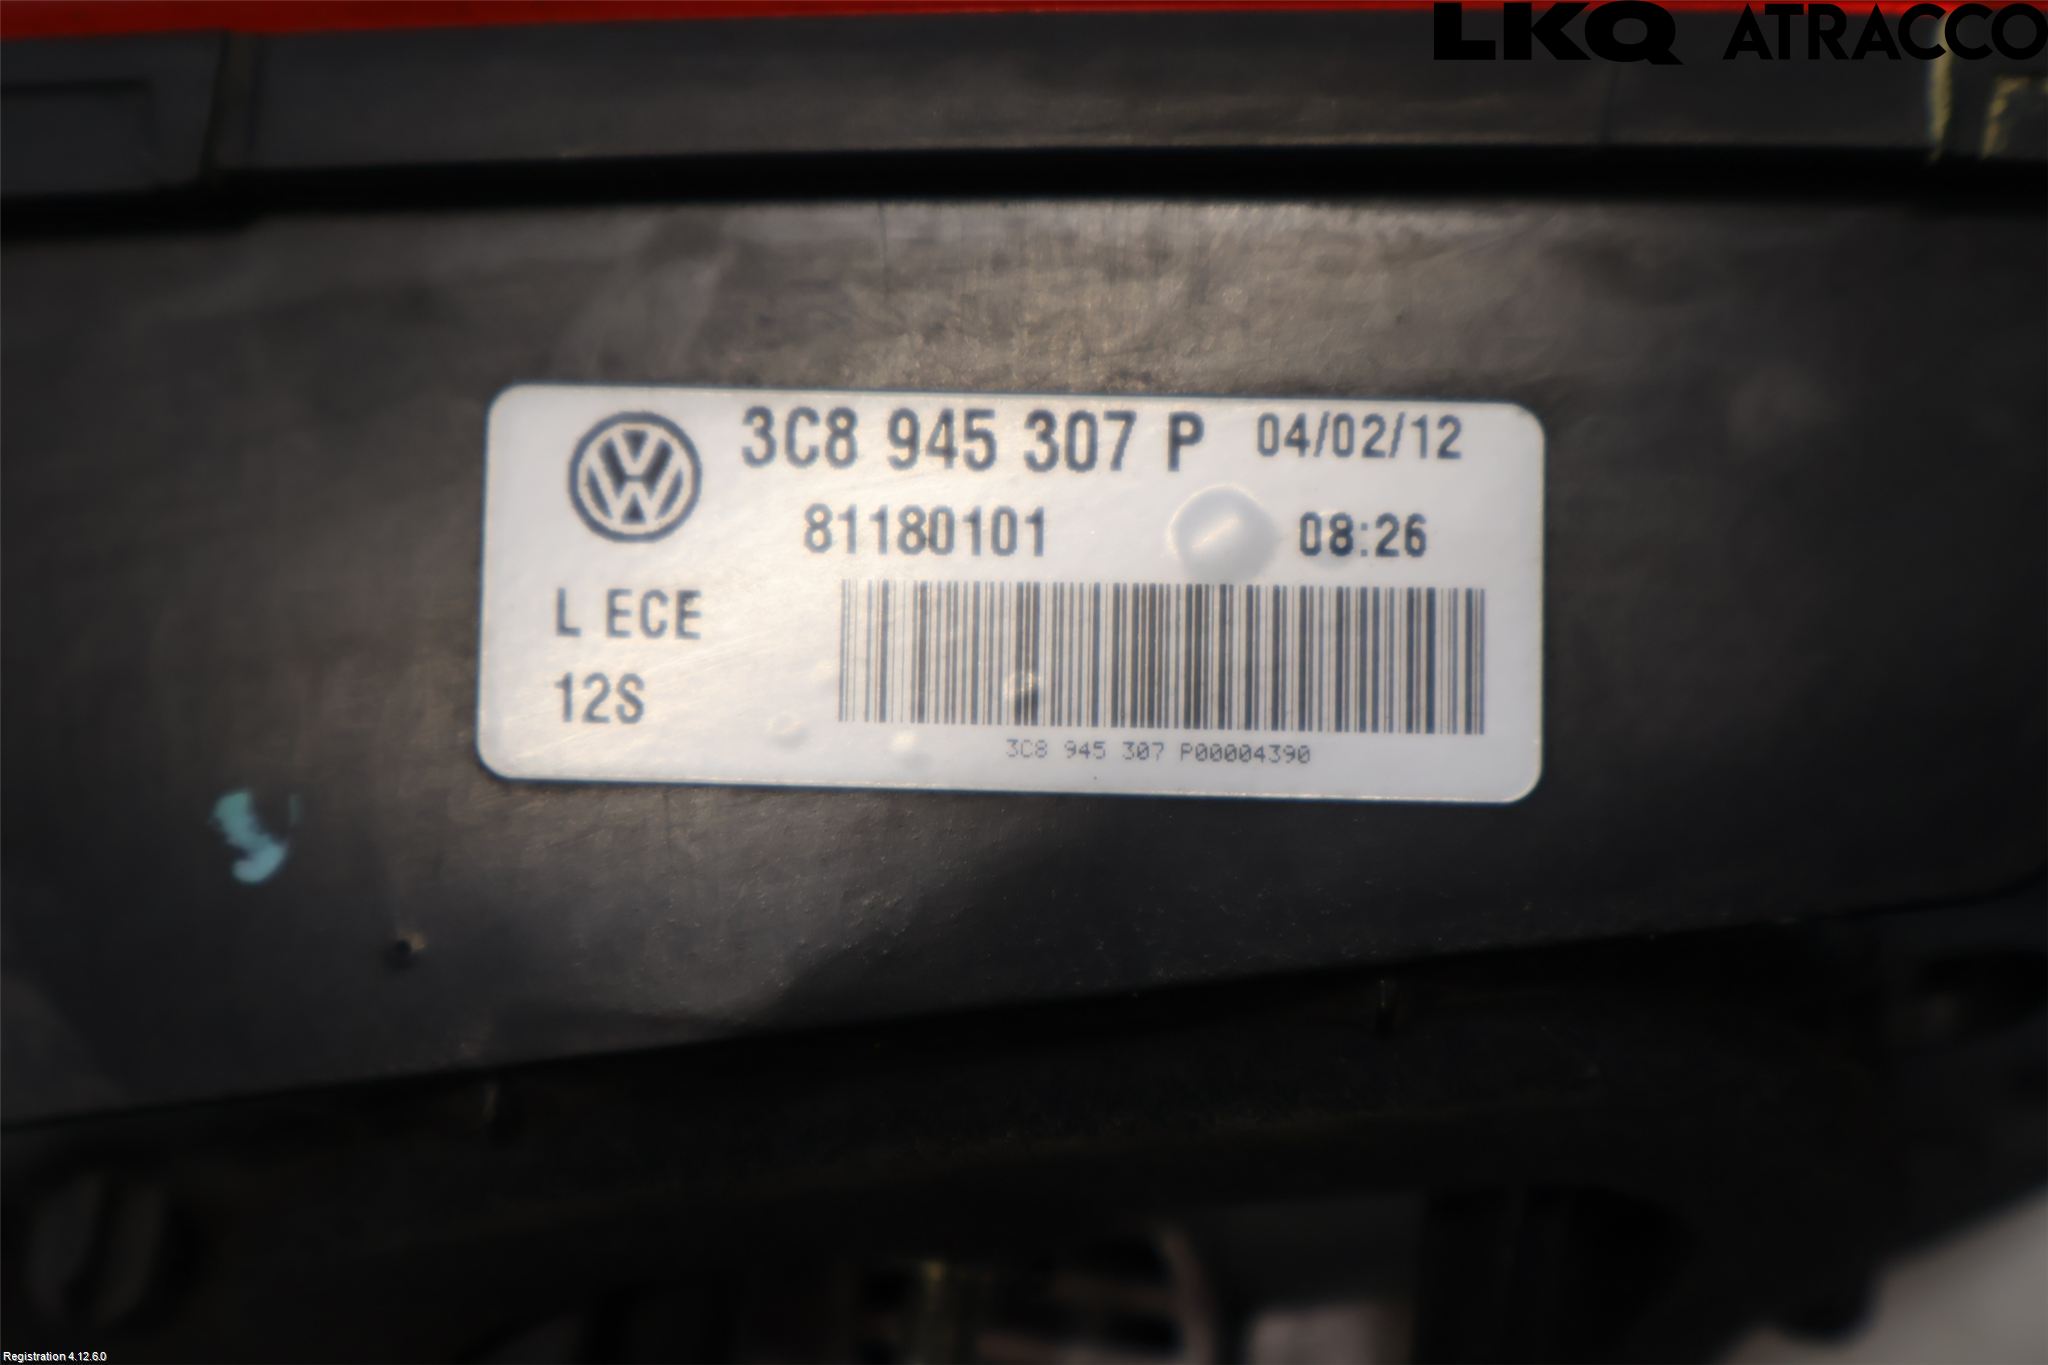 LKQ ATRACCO
3C8 945 307 P 04/02/12
81180101 08:26
L ECE
12S
3C8 945 307 P00004390
Registration 4.12.6.0